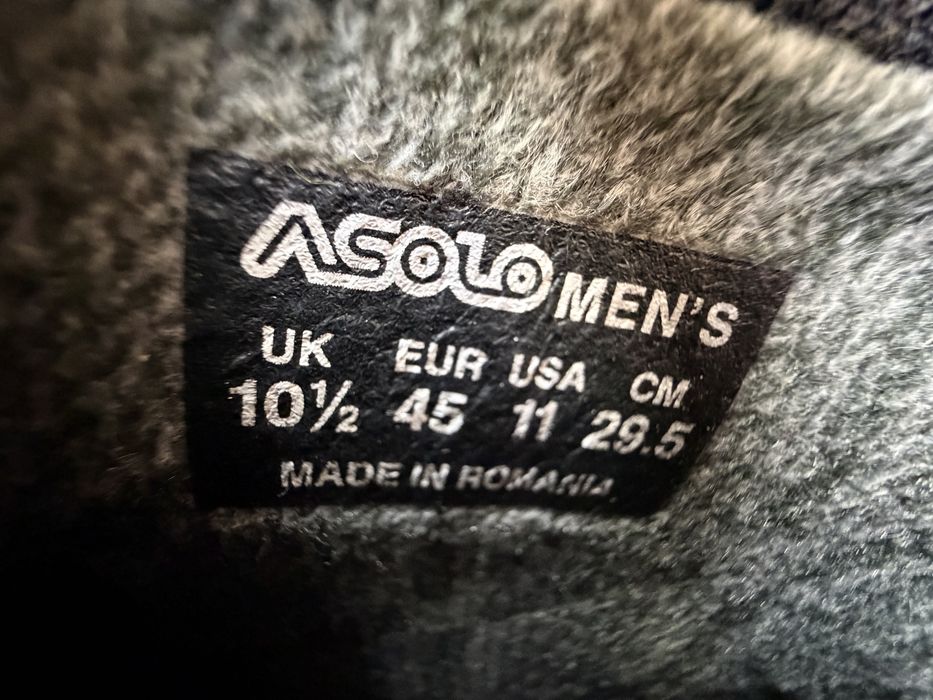 ASOLO MEN'S
UK EUR USA CM
10½ 45 11 29.5
MADE IN ROMANIA